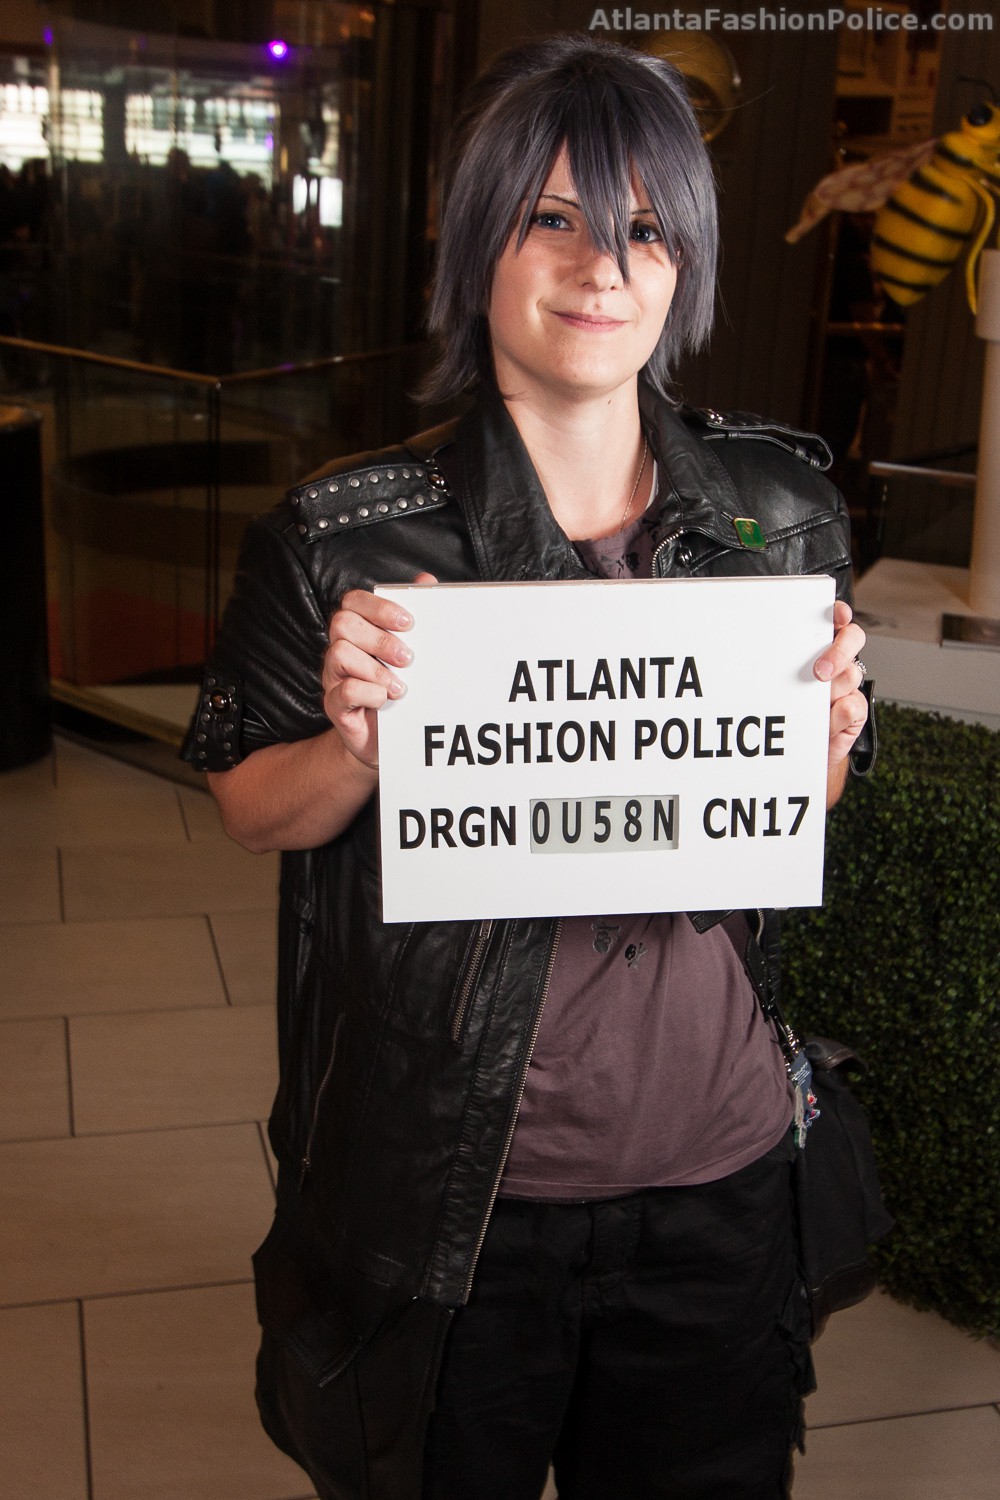 AtlantaFashionPolice.com
ATLANTA
FASHION POLICE
DRGN 0U58N CN17